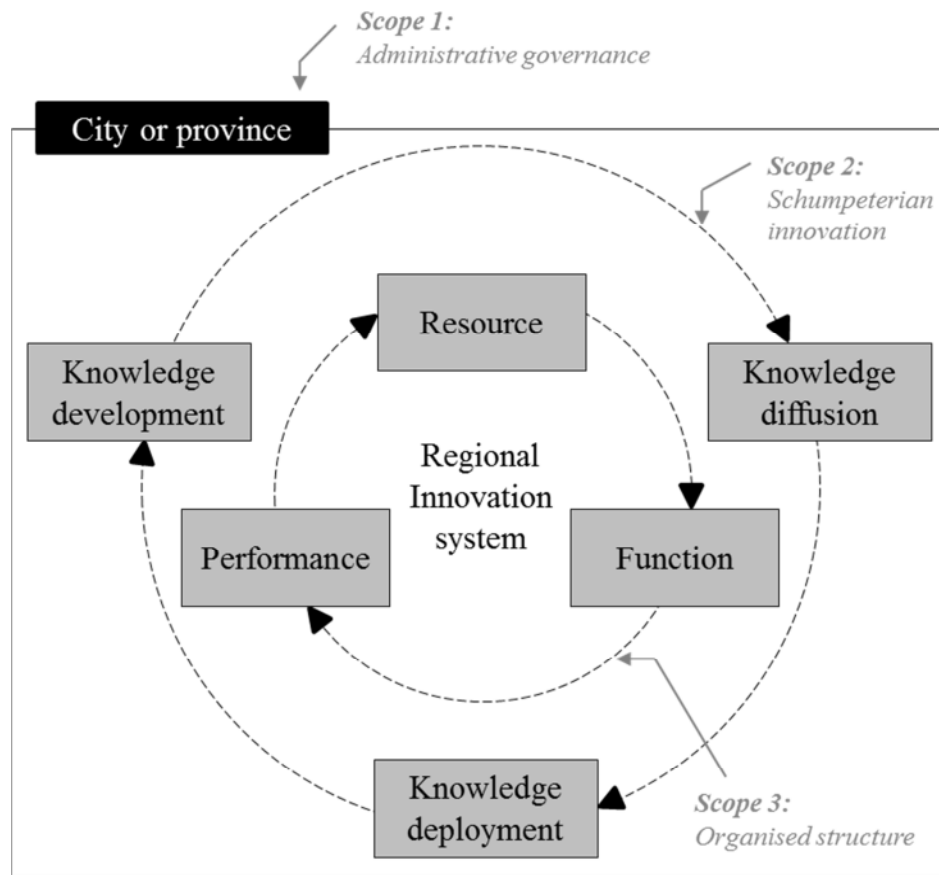 Scope 1:
Administrative governance
City or province
Scope 2:
Schumpeterian
innovation
Resource
Knowledge
development
Knowledge
diffusion
Regional
Innovation
system
Performance
Function
Knowledge
deployment
Scope 3:
Organised structure